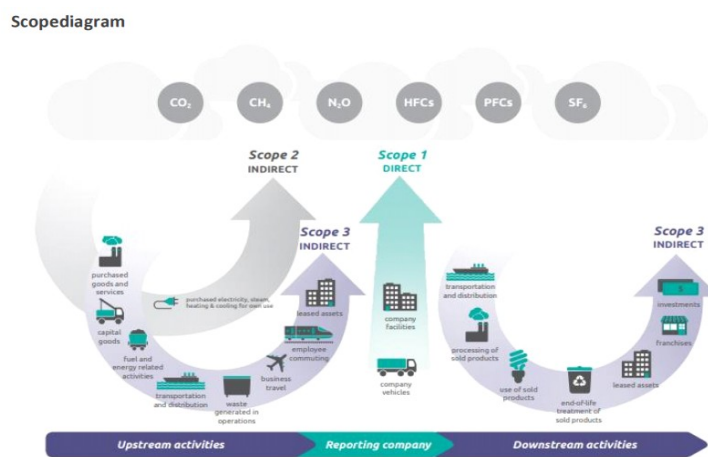 Scopediagram
CO₂
CH₄
N₂O
HFCs
PFCs
SF₆
Scope 2
INDIRECT
Scope 1
DIRECT
Scope 3
INDIRECT
Scope 3
INDIRECT
purchased
goods and
services
capital
goods
fuel and
energy related
activities
transportation
and distribution
waste
generated in
operations
business
travel
employee
commuting
leased assets
purchased electricity, steam,
heating & cooling for own use
company
facilities
company
vehicles
transportation
and distribution
processing of
sold products
use of sold
products
end-of-life
treatment of
sold products
leased assets
franchises
investments
Upstream activities
Reporting company
Downstream activities